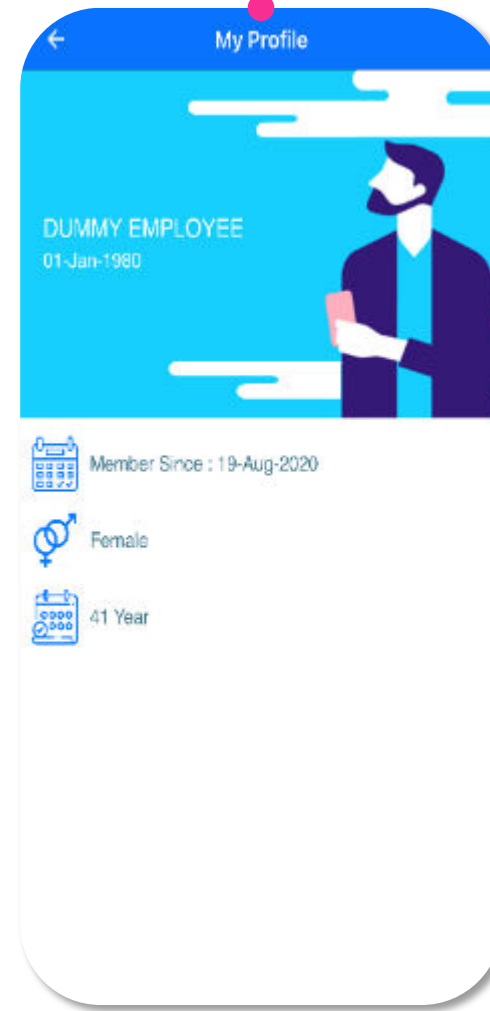 My Profile
DUMMY EMPLOYEE
01-Jan-1980
Member Since : 19-Aug-2020
Female
41 Year